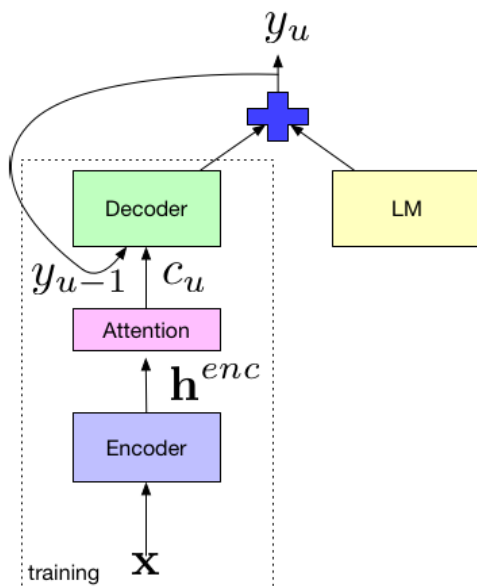 y_u
Decoder
LM
y_{u-1}
c_u
Attention
h^{enc}
Encoder
training
x